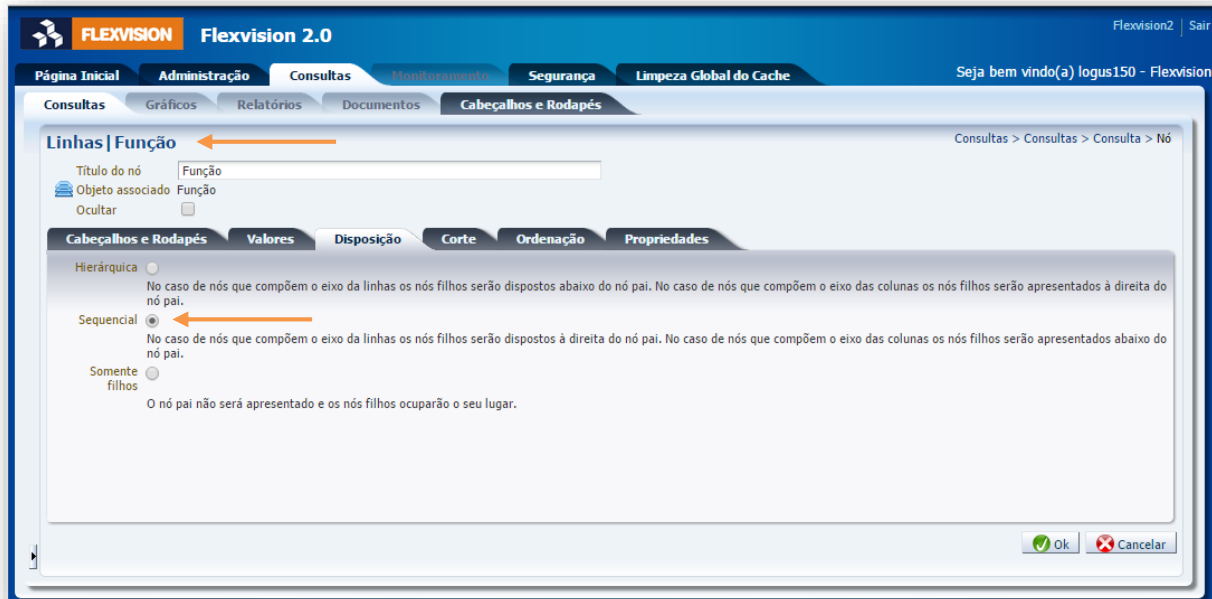 FLEXVISION Flexvision 2.0
Flexvision2 | Sair
Página Inicial Administração Consultas Monitoramento Segurança Limpeza Global do Cache
Seja bem vindo(a) logus150 - Flexvision
Consultas Gráficos Relatórios Documentos Cabeçalhos e Rodapés
Linhas | Função
Consultas > Consultas > Consulta > Nó
Título do nó Função
Objeto associado Função
Ocultar
Cabeçalhos e Rodapés Valores Disposição Corte Ordenação Propriedades
Hierárquica
No caso de nós que compõem o eixo da linhas os nós filhos serão dispostos abaixo do nó pai. No caso de nós que compõem o eixo das colunas os nós filhos serão apresentados à direita do
nó pai.
Sequencial
No caso de nós que compõem o eixo da linhas os nós filhos serão dispostos à direita do nó pai. No caso de nós que compõem o eixo das colunas os nós filhos serão apresentados abaixo do
nó pai.
Somente
filhos
O nó pai não será apresentado e os nós filhos ocuparão o seu lugar.
Ok Cancelar